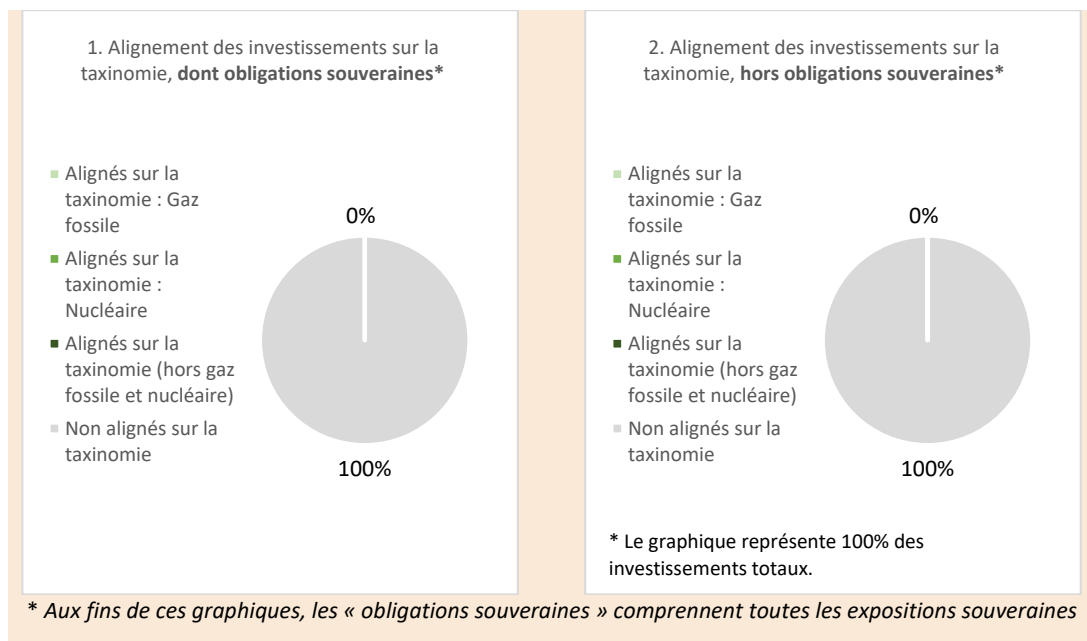 1. Alignement des investissements sur la
taxinomie, dont obligations souveraines*
Alignés sur la
taxinomie : Gaz
fossile
Alignés sur la
taxinomie :
Nucléaire
Alignés sur la
taxinomie (hors gaz
fossile et nucléaire)
Non alignés sur la
taxinomie
0%
100%
2. Alignement des investissements sur la
taxinomie, hors obligations souveraines*
Alignés sur la
taxinomie : Gaz
fossile
Alignés sur la
taxinomie :
Nucléaire
Alignés sur la
taxinomie (hors gaz
fossile et nucléaire)
Non alignés sur la
taxinomie
0%
100%
* Le graphique représente 100% des
investissements totaux.
* Aux fins de ces graphiques, les « obligations souveraines » comprennent toutes les expositions souveraines